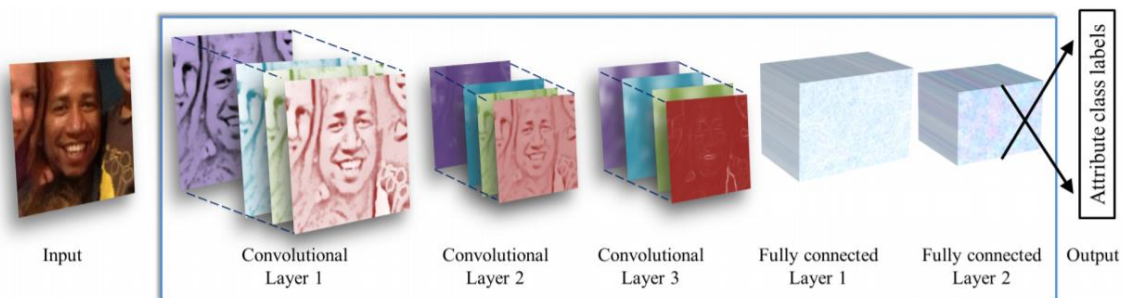 Attribute class labels
Input
Convolutional
Layer 1
Convolutional
Layer 2
Convolutional
Layer 3
Fully connected
Layer 1
Fully connected
Layer 2
Output